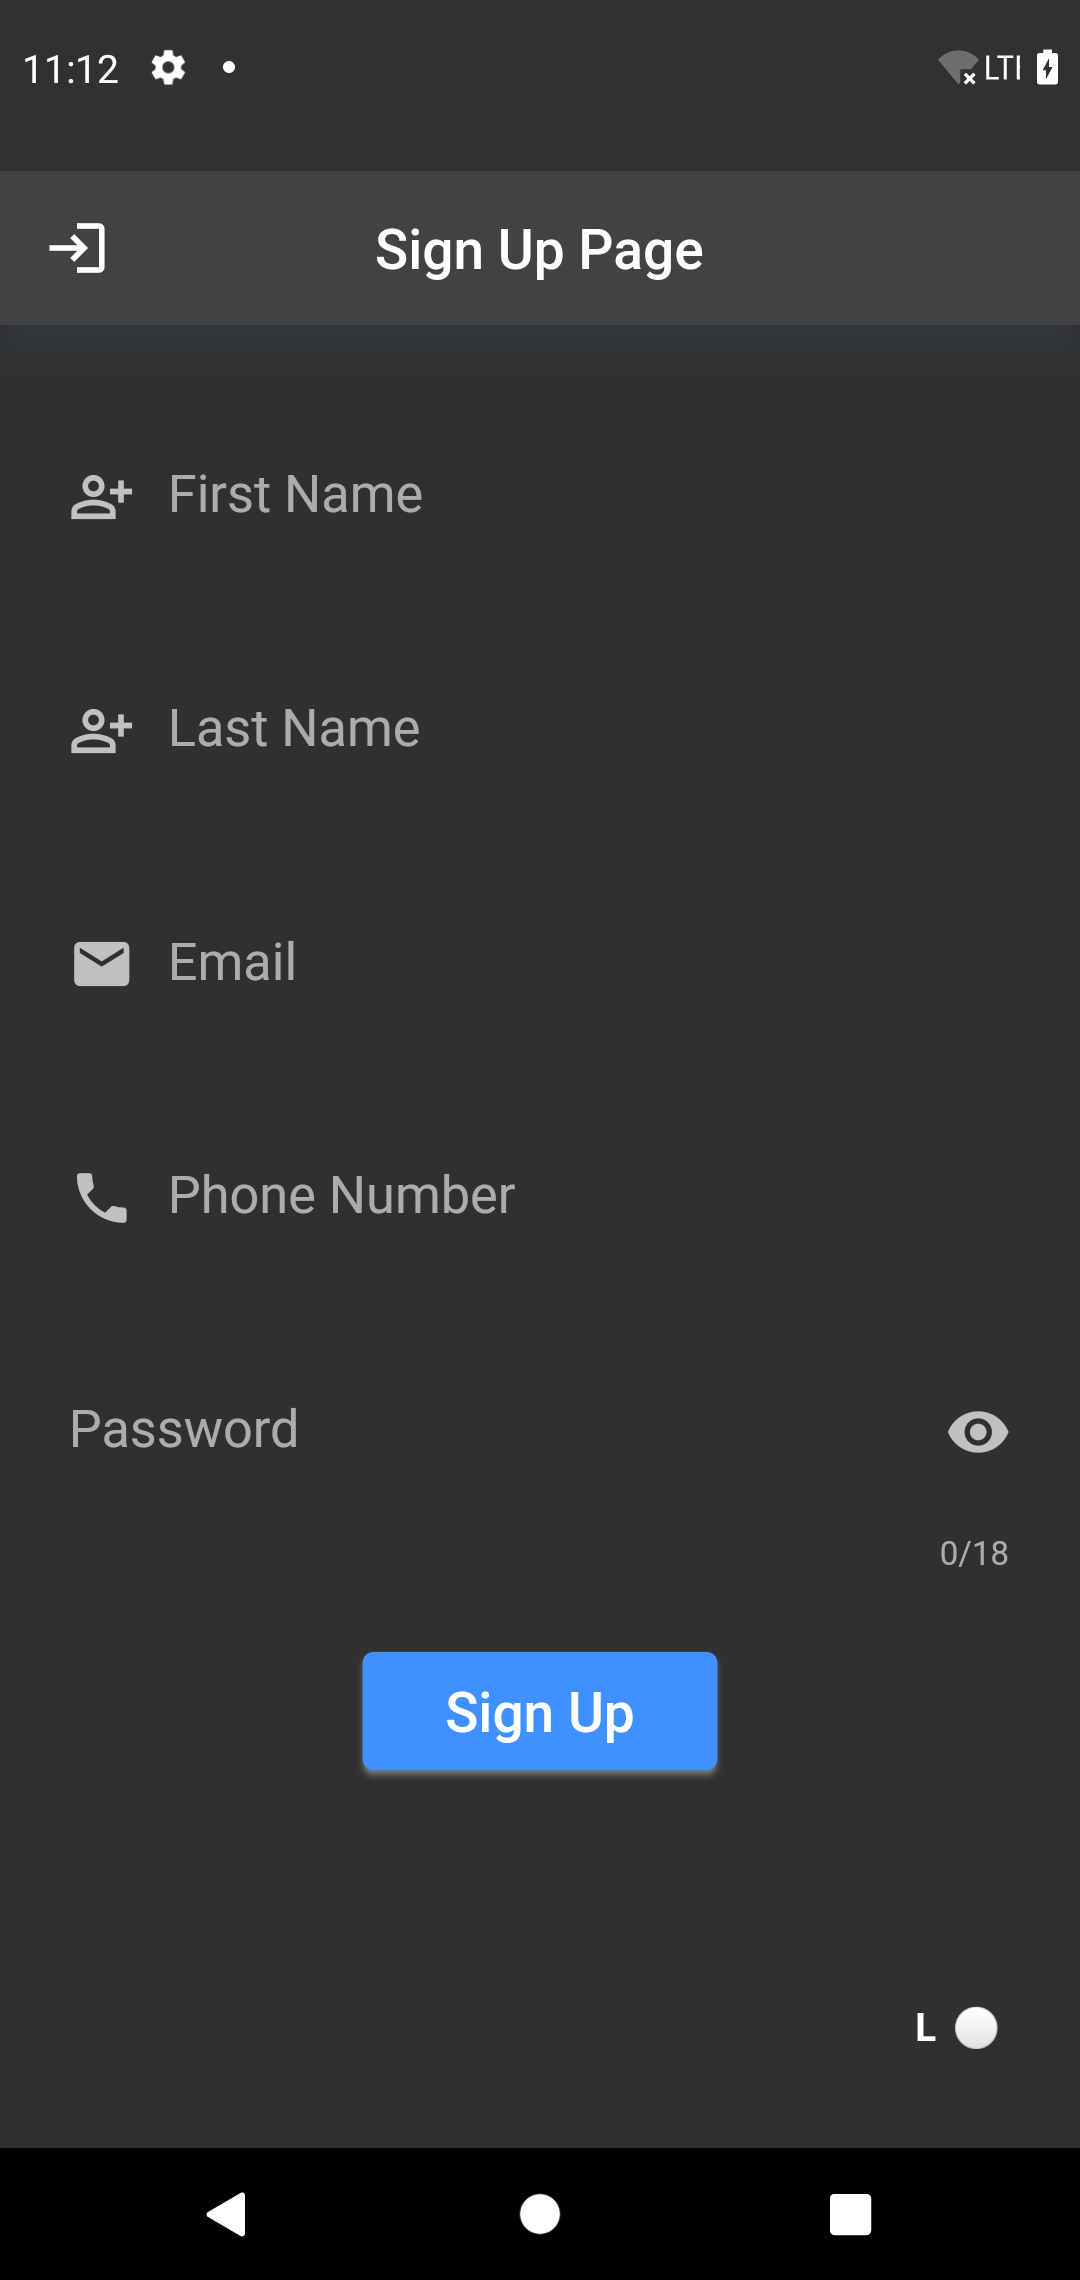 11:12
LTE
Sign Up Page
First Name
Last Name
Email
Phone Number
Password
0/18
Sign Up
L